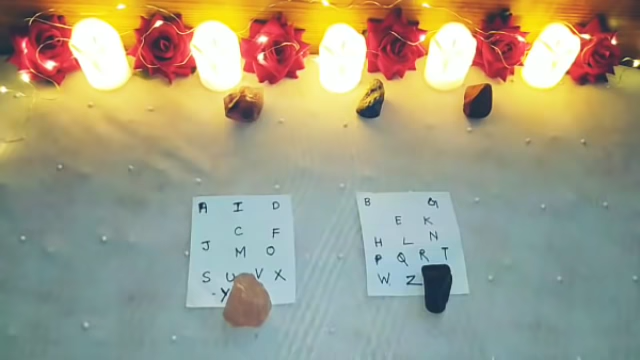 A I D
C F
J M O
S U V X
Y
B G
E K
H L N
P Q R T
W Z